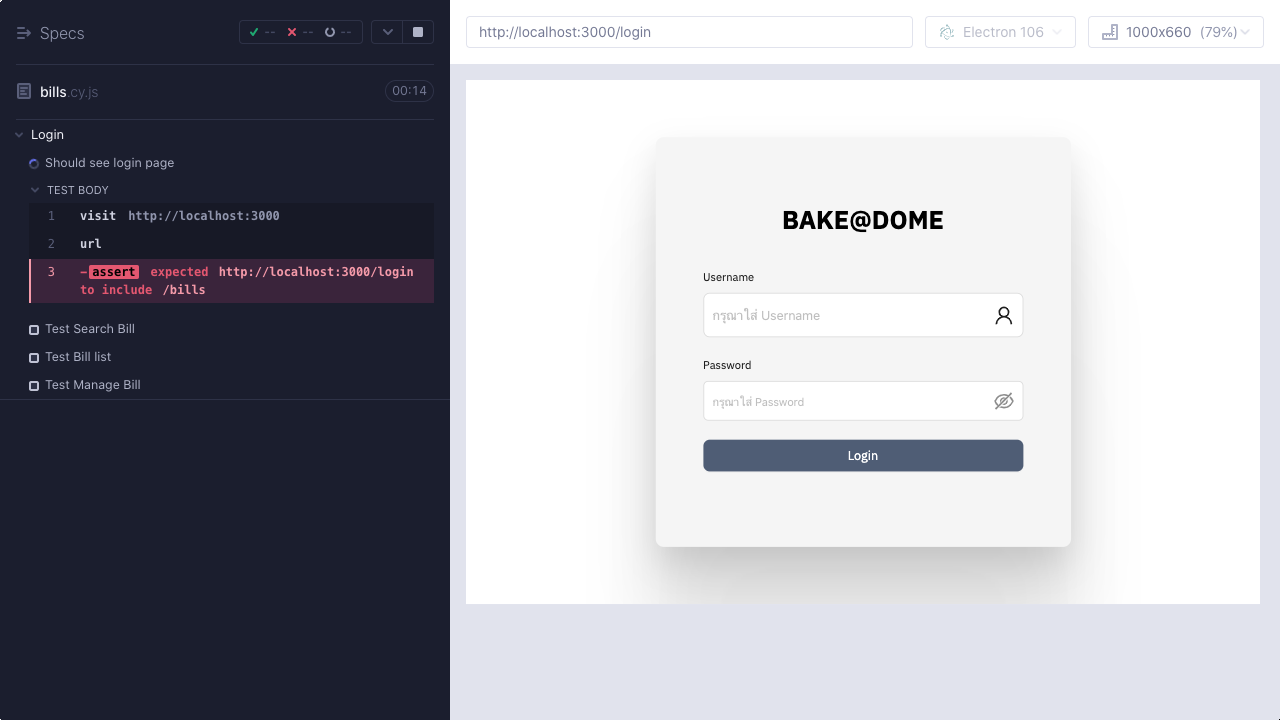 Specs
-- -- --
bills.cy.js 00:14
Login
Should see login page
TEST BODY
1 visit http://localhost:3000
2 url
3 -assert expected http://localhost:3000/login
to include /bills
Test Search Bill
Test Bill list
Test Manage Bill
http://localhost:3000/login
Electron 106
1000x660 (79%)
BAKE@DOME
Username
กรุณาใส่ Username
Password
กรุณาใส่ Password
Login